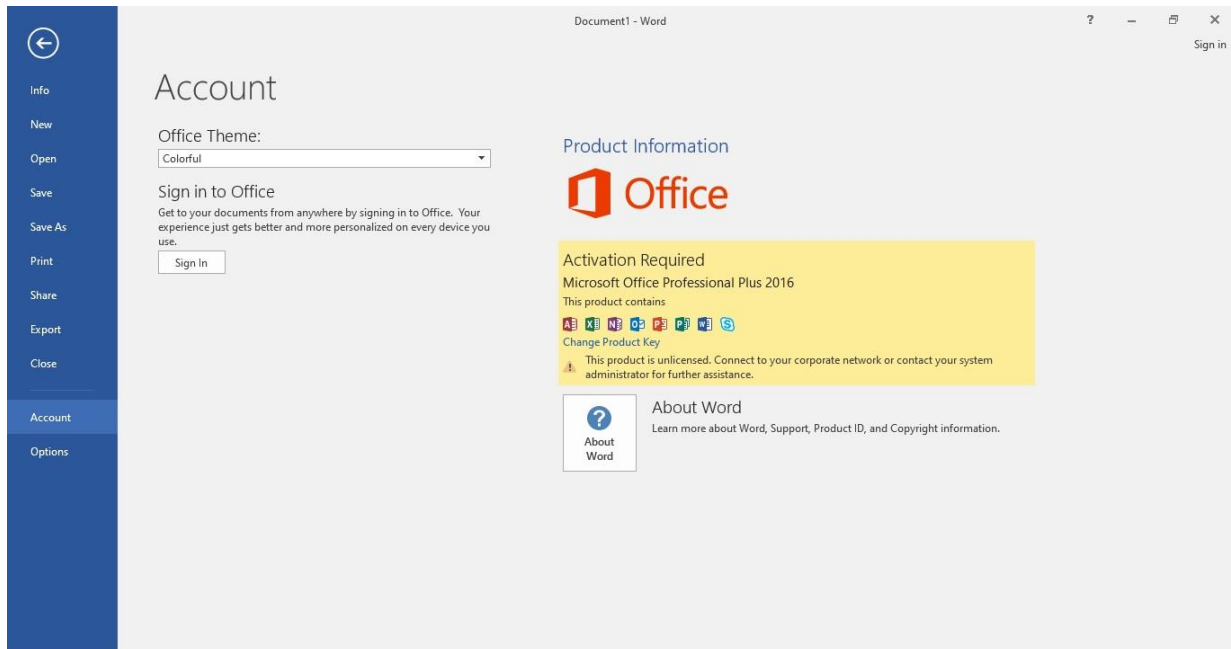 Document1 - Word
?
Sign in
Info
New
Open
Save
Save As
Print
Share
Export
Close
Account
Options
Account
Office Theme:
Colorful
Sign in to Office
Get to your documents from anywhere by signing in to Office. Your
experience just gets better and more personalized on every device you
use.
Sign In
Product Information
Office
Activation Required
Microsoft Office Professional Plus 2016
This product contains
Change Product Key
This product is unlicensed. Connect to your corporate network or contact your system
administrator for further assistance.
?
About
Word
About Word
Learn more about Word, Support, Product ID, and Copyright information.